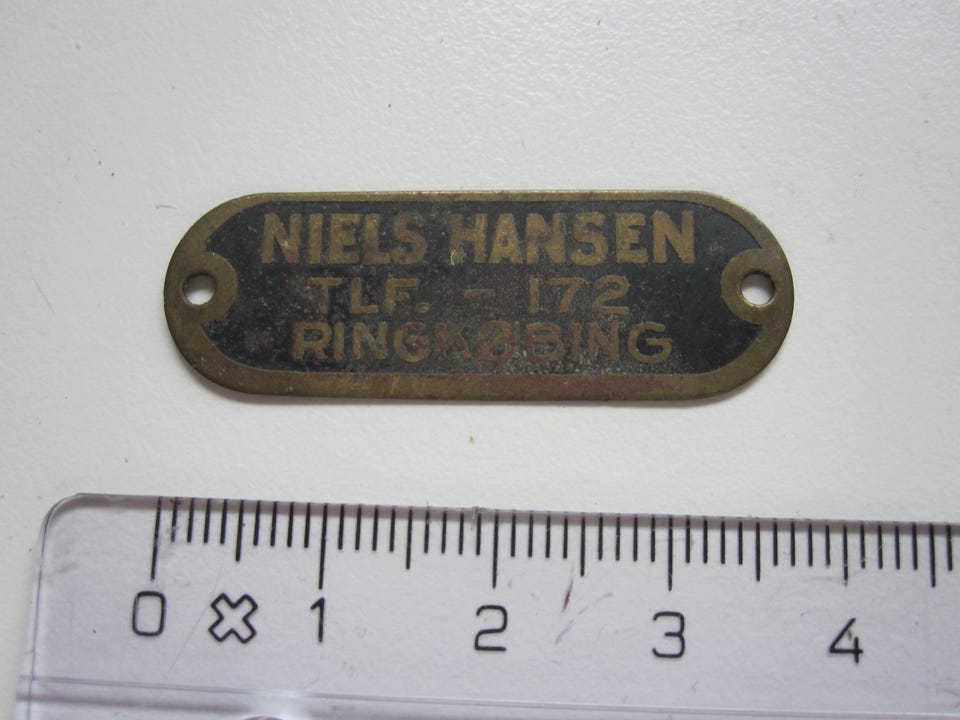 NIELS HANSEN
TLF. - 172
RINGKØBING
0 1 2 3 4